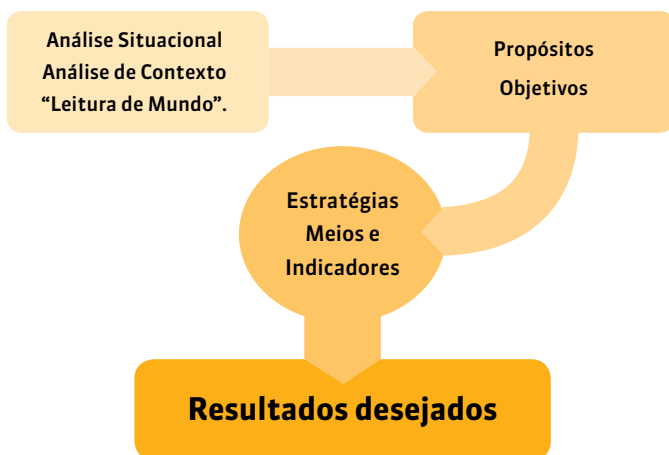 Análise Situacional
Análise de Contexto
“Leitura de Mundo”.
Propósitos
Objetivos
Estratégias
Meios e
Indicadores
Resultados desejados